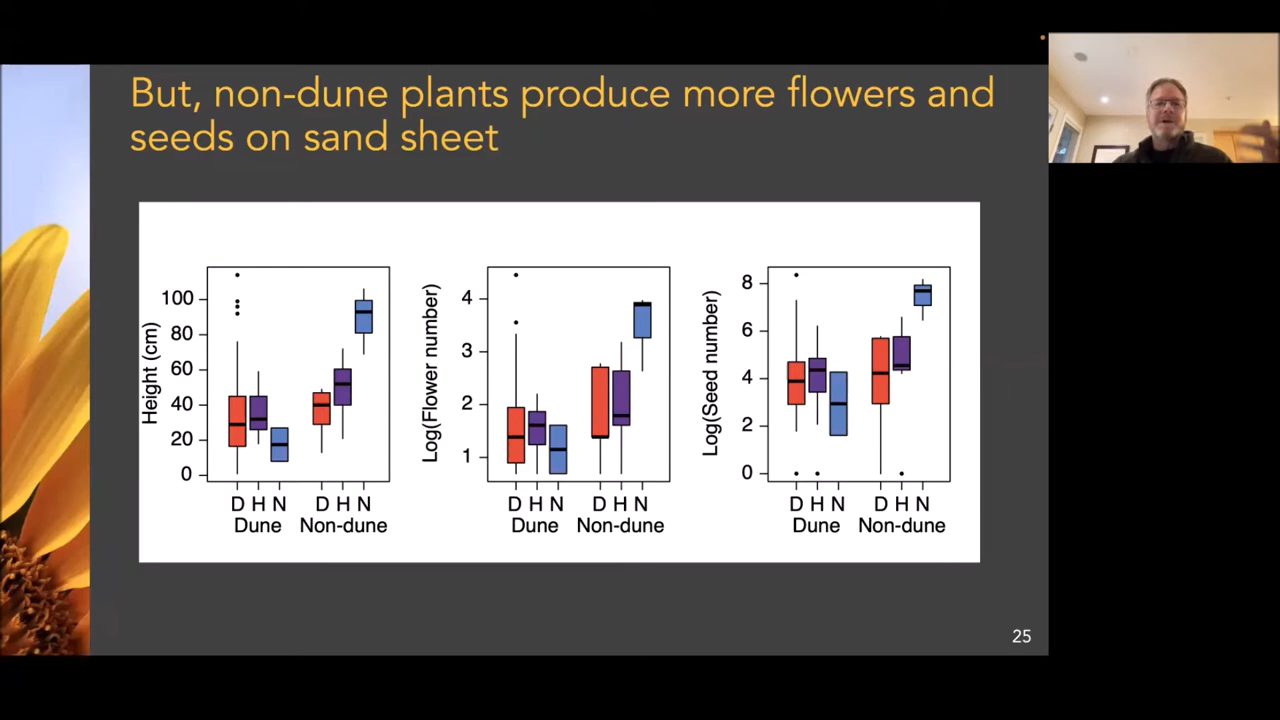 But, non-dune plants produce more flowers and
seeds on sand sheet
Height (cm)
100
80
60
40
20
0
D H N D H N
Dune Non-dune
Log(Flower number)
4
3
2
1
D H N D H N
Dune Non-dune
Log(Seed number)
8
6
4
2
0
D H N D H N
Dune Non-dune
25